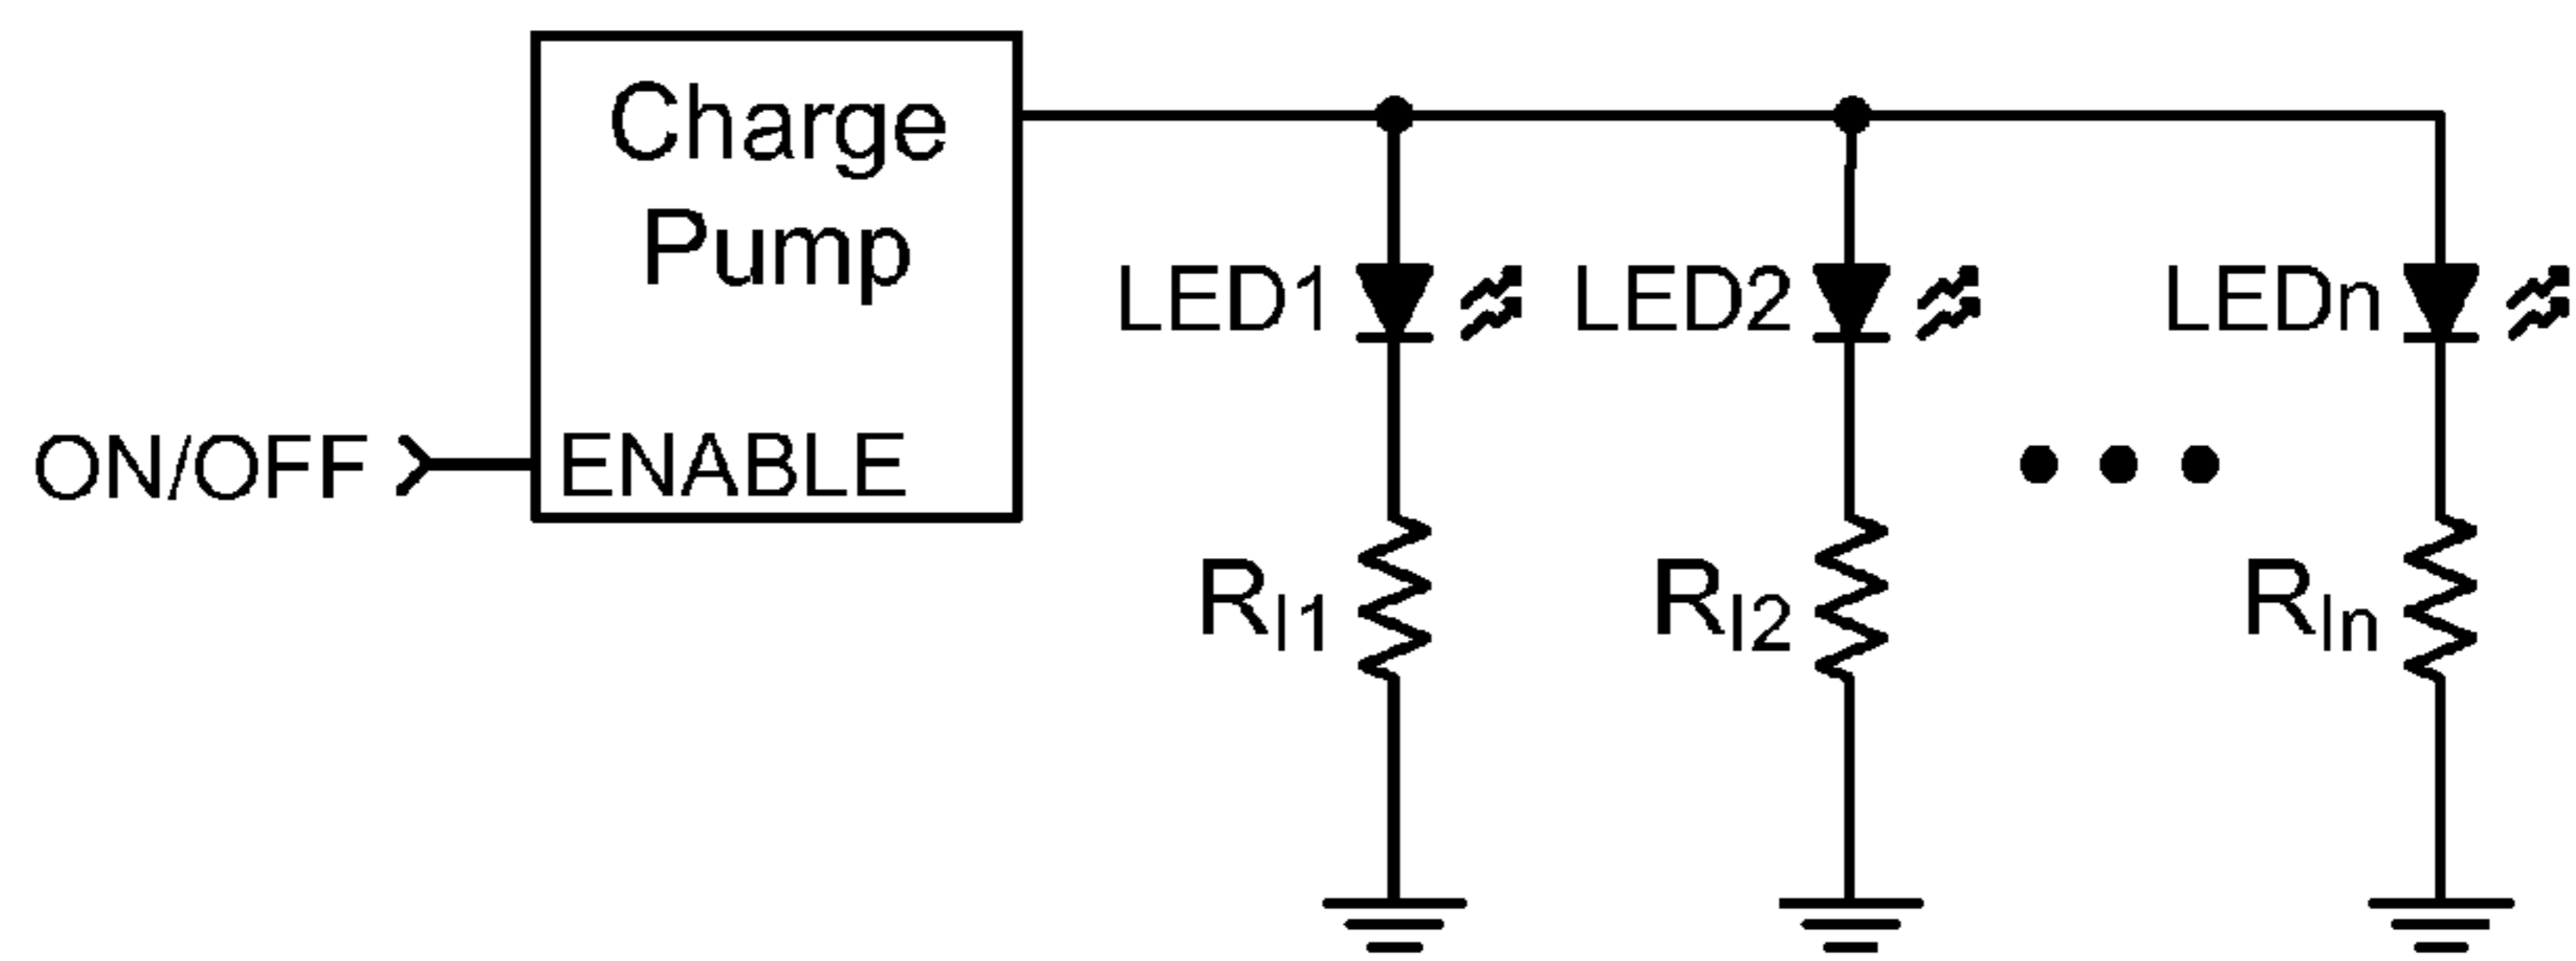 Charge
Pump
LED1
LED2
LEDn
ON/OFF
ENABLE
RI1
RI2
RIn